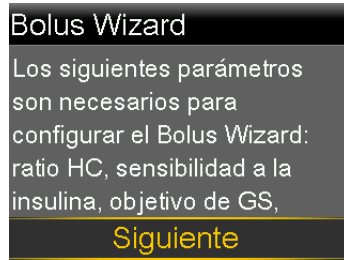 Bolus Wizard
Los siguientes parámetros
son necesarios para
configurar el Bolus Wizard:
ratio HC, sensibilidad a la
insulina, objetivo de GS,
Siguiente